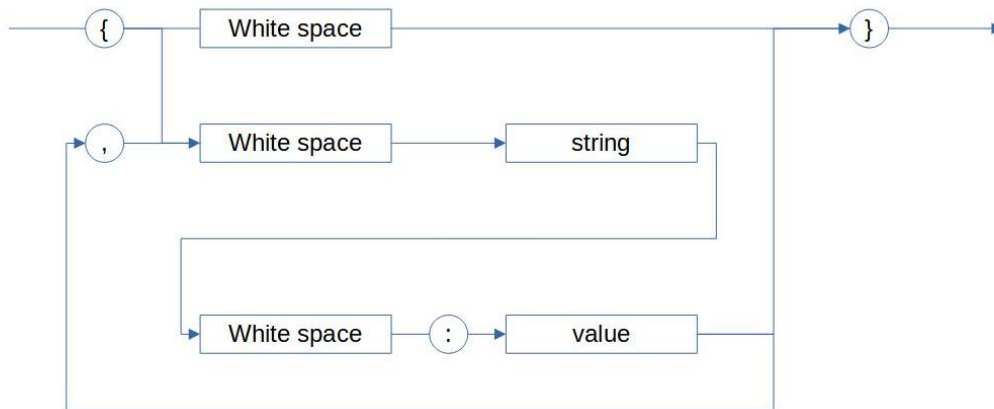 { White space }
, White space string
White space : value